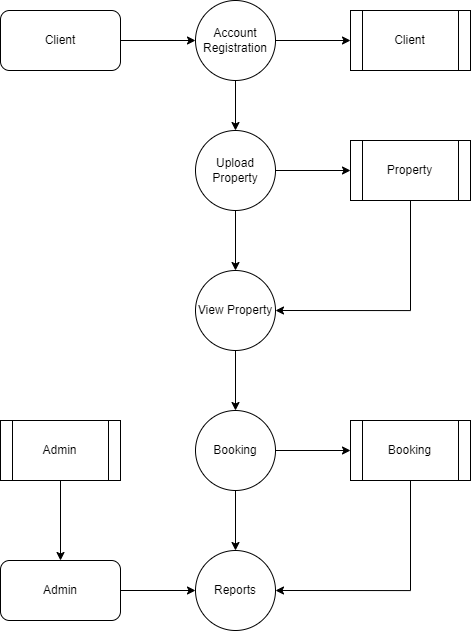 Client
Account
Registration
Client
Upload
Property
Property
View Property
Admin
Booking
Booking
Admin
Reports